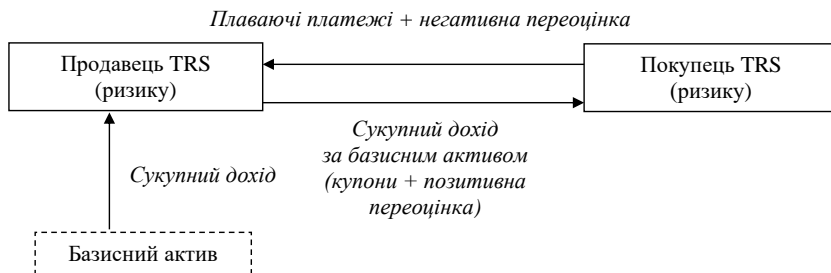 Плаваючі платежі + негативна переоцінка
Продавець TRS
(ризику)
Покупець TRS
(ризику)
Сукупний дохід
за базисним активом
(купони + позитивна
переоцінка)
Сукупний дохід
Базисний актив